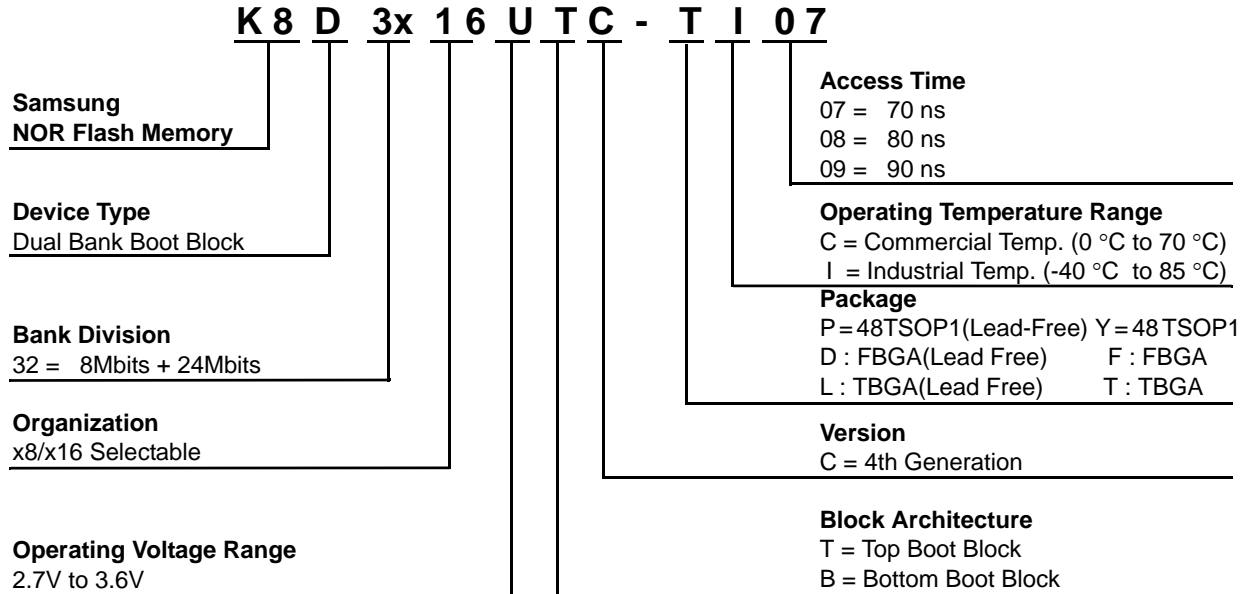 K8 D 3x 16 U T C - T I 07
Samsung
NOR Flash Memory
Device Type
Dual Bank Boot Block
Bank Division
32 = 8Mbits + 24Mbits
Organization
x8/x16 Selectable
Operating Voltage Range
2.7V to 3.6V
Access Time
07 = 70 ns
08 = 80 ns
09 = 90 ns
Operating Temperature Range
C = Commercial Temp. (0 °C to 70 °C)
I = Industrial Temp. (-40 °C to 85 °C)
Package
P=48TSOP1(Lead-Free) Y=48TSOP1
D : FBGA(Lead Free) F : FBGA
L : TBGA(Lead Free) T : TBGA
Version
C = 4th Generation
Block Architecture
T = Top Boot Block
B = Bottom Boot Block